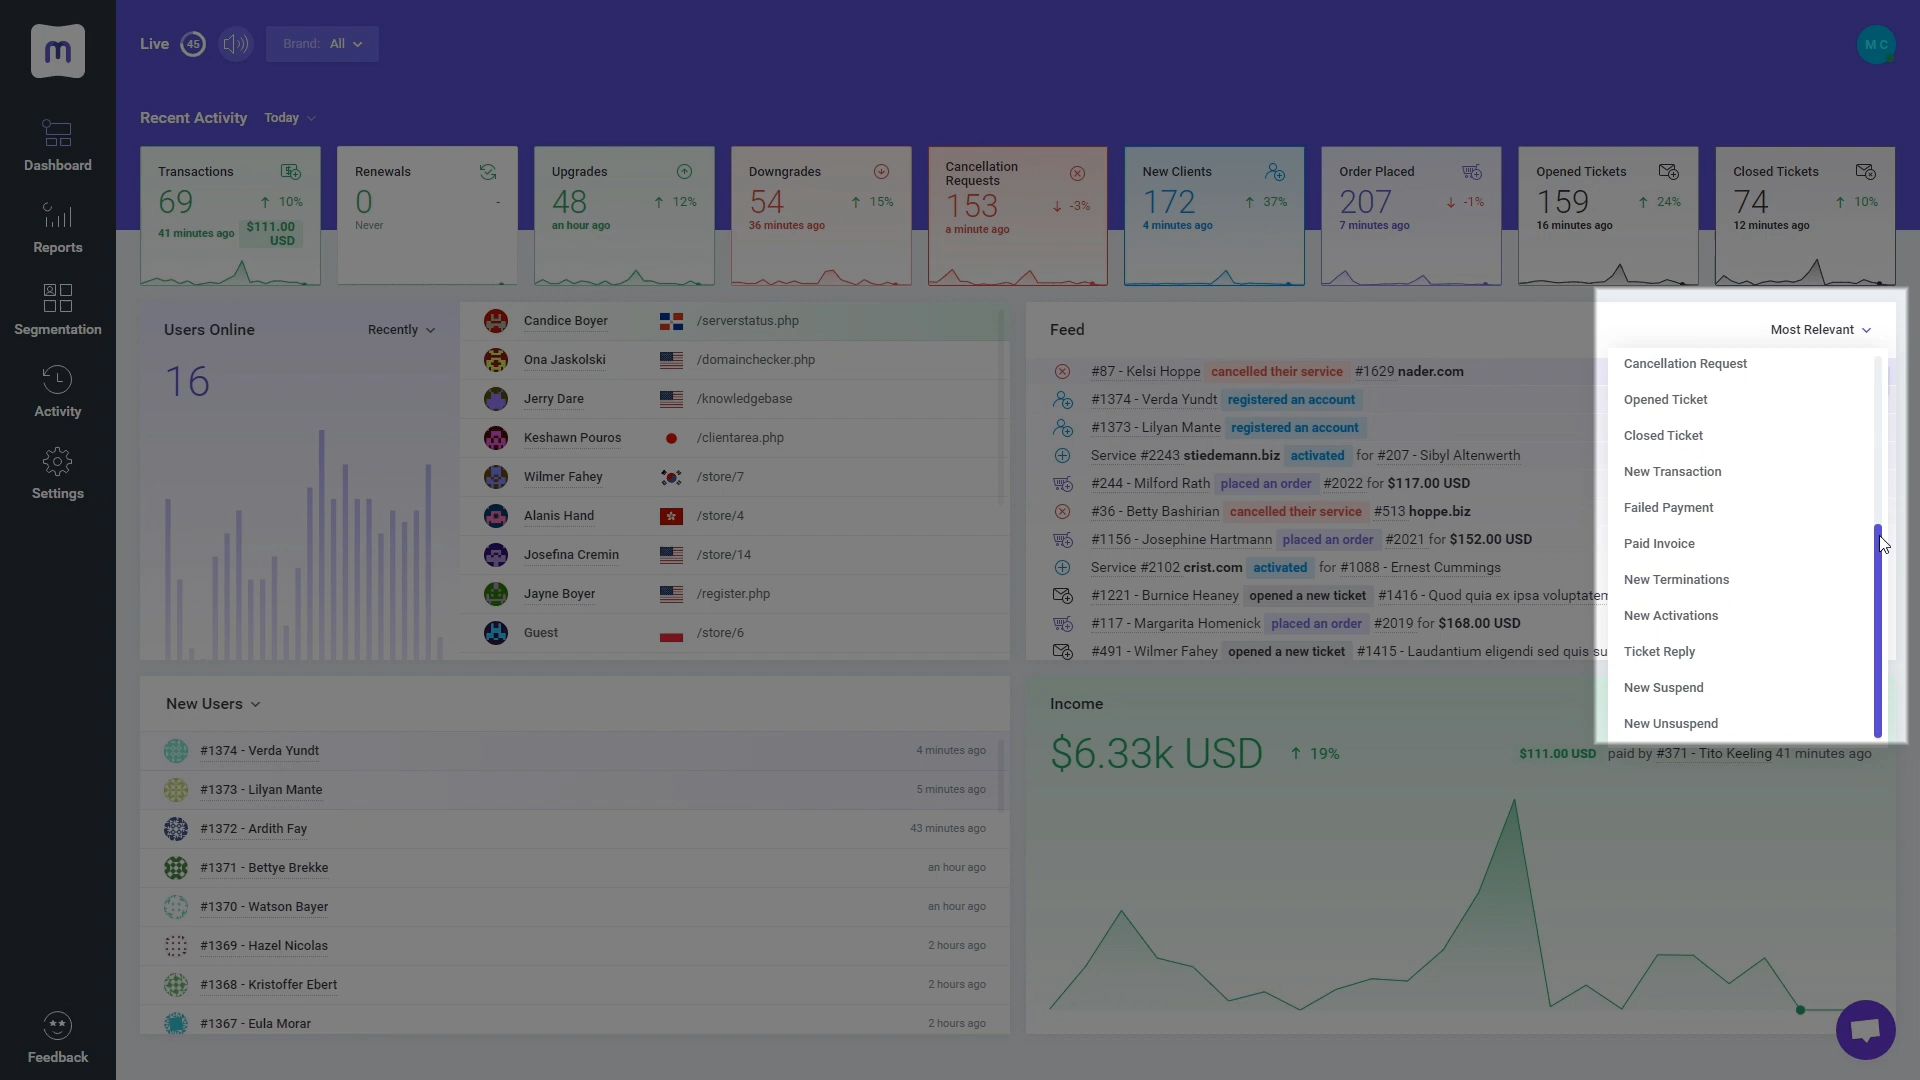 m
Live 45 Brand: All
M C
Dashboard
Reports
Segmentation
Activity
Settings
Feedback
Recent Activity Today
Transactions
69 10%
41 minutes ago $111.00 USD
Renewals
0 -
Never
Upgrades
48 12%
an hour ago
Downgrades
54 15%
36 minutes ago
Cancellation
Requests
153 -3%
a minute ago
New Clients
172 37%
4 minutes ago
Order Placed
207 -1%
7 minutes ago
Opened Tickets
159 24%
16 minutes ago
Closed Tickets
74 10%
12 minutes ago
Users Online Recently
16
Candice Boyer /serverstatus.php
Ona Jaskolski /domainchecker.php
Jerry Dare /knowledgebase
Keshawn Pouros /clientarea.php
Wilmer Fahey /store/7
Alanis Hand /store/4
Josefina Cremin /store/14
Jayne Boyer /register.php
Guest /store/6
Feed Most Relevant
#87 - Kelsi Hoppe cancelled their service #1629 nader.com
#1374 - Verda Yundt registered an account
#1373 - Lilyan Mante registered an account
Service #2243 stiedemann.biz activated for #207 - Sibyl Altenwerth
#244 - Milford Rath placed an order #2022 for $117.00 USD
#36 - Betty Bashirian cancelled their service #513 hoppe.biz
#1156 - Josephine Hartmann placed an order #2021 for $152.00 USD
Service #2102 crist.com activated for #1088 - Ernest Cummings
#1221 - Burnice Heaney opened a new ticket #1416 - Quod quia ex ipsa voluptatem
#117 - Margarita Homenick placed an order #2019 for $168.00 USD
#491 - Wilmer Fahey opened a new ticket #1415 - Laudantium eligendi sed quis su
Cancellation Request
Opened Ticket
Closed Ticket
New Transaction
Failed Payment
Paid Invoice
New Terminations
New Activations
Ticket Reply
New Suspend
New Unsuspend
New Users
#1374 - Verda Yundt 4 minutes ago
#1373 - Lilyan Mante 5 minutes ago
#1372 - Ardith Fay 43 minutes ago
#1371 - Bettye Brekke an hour ago
#1370 - Watson Bayer an hour ago
#1369 - Hazel Nicolas 2 hours ago
#1368 - Kristoffer Ebert 2 hours ago
#1367 - Eula Morar 2 hours ago
Income
$6.33k USD 19%
$111.00 USD paid by #371 - Tito Keeling 41 minutes ago